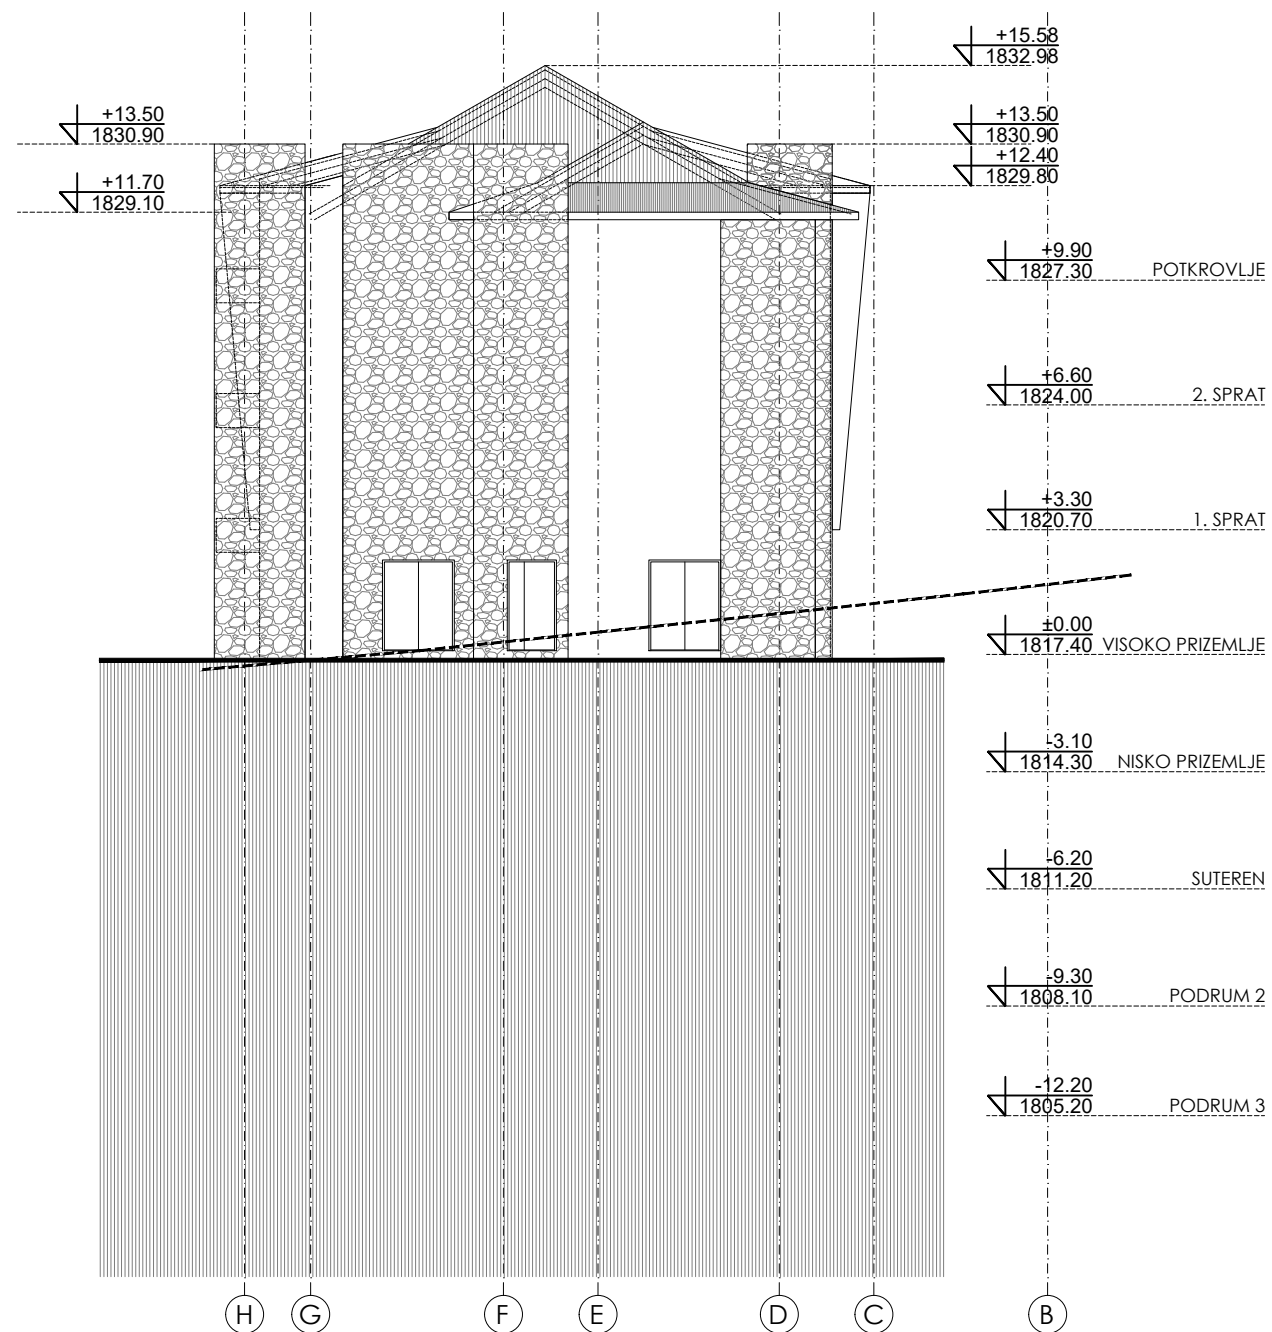 +15.58
1832.98
+13.50
1830.90
+13.50
1830.90
+12.40
1829.80
+11.70
1829.10
+9.90
1827.30 POTKROVLJE
+6.60
1824.00 2. SPRAT
+3.30
1820.70 1. SPRAT
±0.00
1817.40 VISOKO PRIZEMLJE
-3.10
1814.30 NISKO PRIZEMLJE
-6.20
1811.20 SUTEREN
-9.30
1808.10 PODRUM 2
-12.20
1805.20 PODRUM 3
H G F E D C B